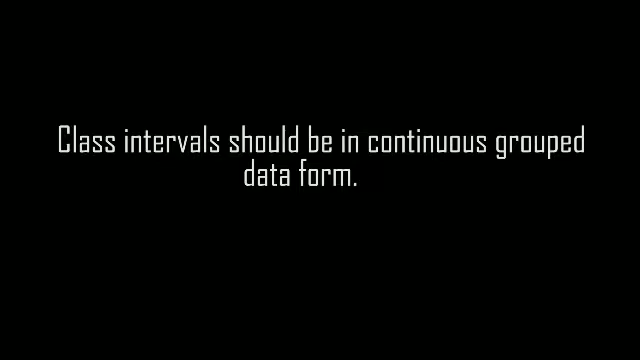 Class intervals should be in continuous grouped
data form.